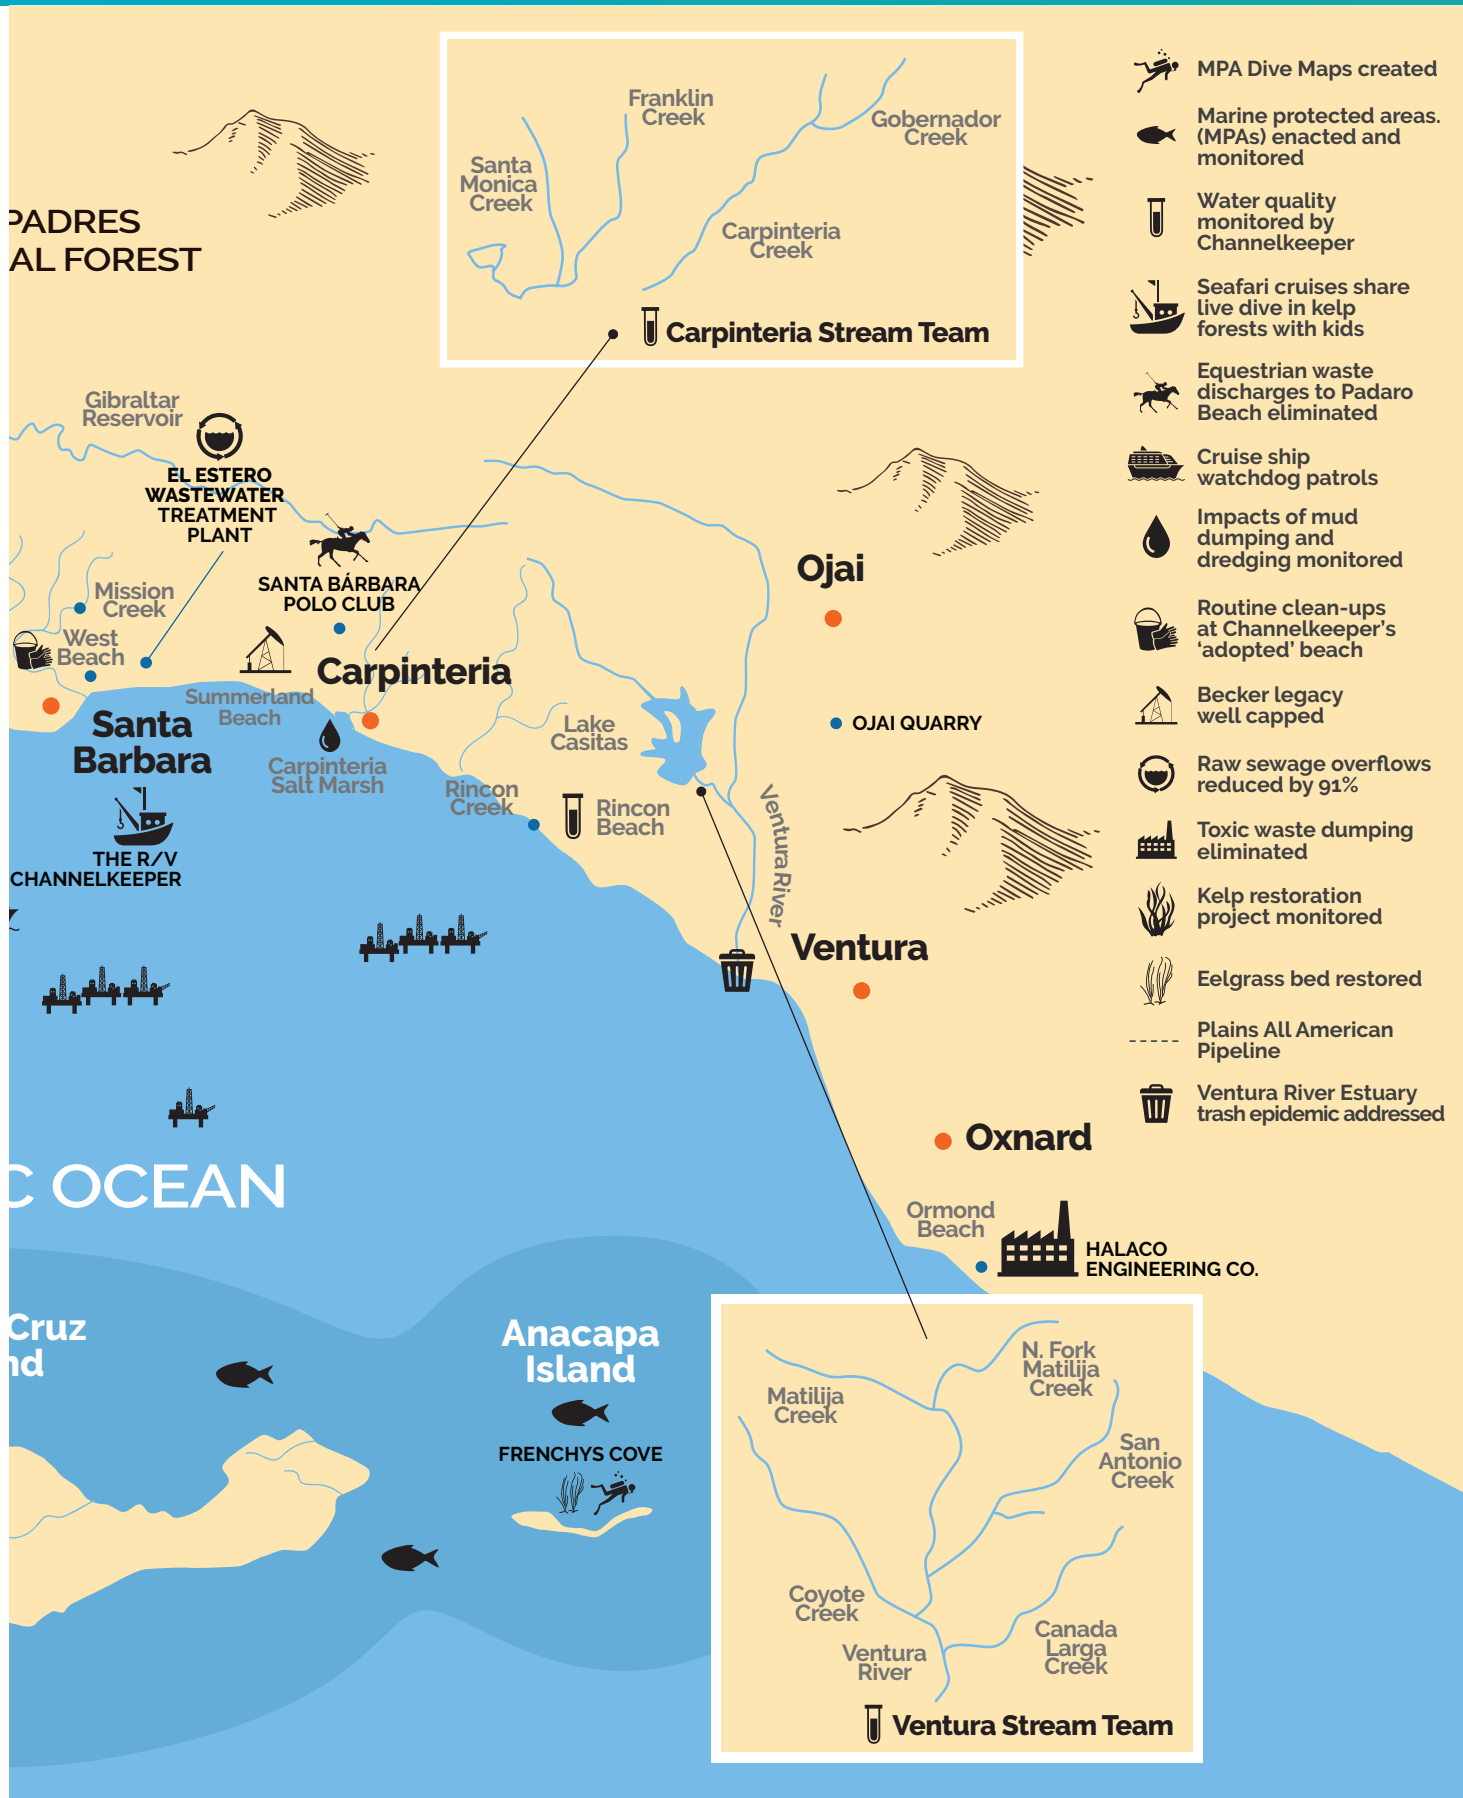 Franklin
Creek
Gobernador
Creek
Santa
Monica
Creek
Carpinteria
Creek
Carpinteria Stream Team
PADRES
AL FOREST
Gibraltar
Reservoir
EL ESTERO
WASTEWATER
TREATMENT
PLANT
SANTA BÁRBARA
POLO CLUB
Mission
Creek
West
Beach
Santa
Barbara
Summerland
Beach
Carpinteria
Carpinteria
Salt Marsh
THE R/V
CHANNELKEEPER
Rincon
Creek
Rincon
Beach
Lake
Casitas
Ojai
OJAI QUARRY
Ventura River
Ventura
Oxnard
Ormond
Beach
HALACO
ENGINEERING CO.
C OCEAN
Cruz
nd
Anacapa
Island
FRENCHYS COVE
N. Fork
Matilija
Creek
Matilija
Creek
San
Antonio
Creek
Coyote
Creek
Ventura
River
Canada
Larga
Creek
Ventura Stream Team
MPA Dive Maps created
Marine protected areas.
(MPAs) enacted and
monitored
Water quality
monitored by
Channelkeeper
Seafari cruises share
live dive in kelp
forests with kids
Equestrian waste
discharges to Padaro
Beach eliminated
Cruise ship
watchdog patrols
Impacts of mud
dumping and
dredging monitored
Routine clean-ups
at Channelkeeper’s
‘adopted’ beach
Becker legacy
well capped
Raw sewage overflows
reduced by 91%
Toxic waste dumping
eliminated
Kelp restoration
project monitored
Eelgrass bed restored
Plains All American
Pipeline
Ventura River Estuary
trash epidemic addressed